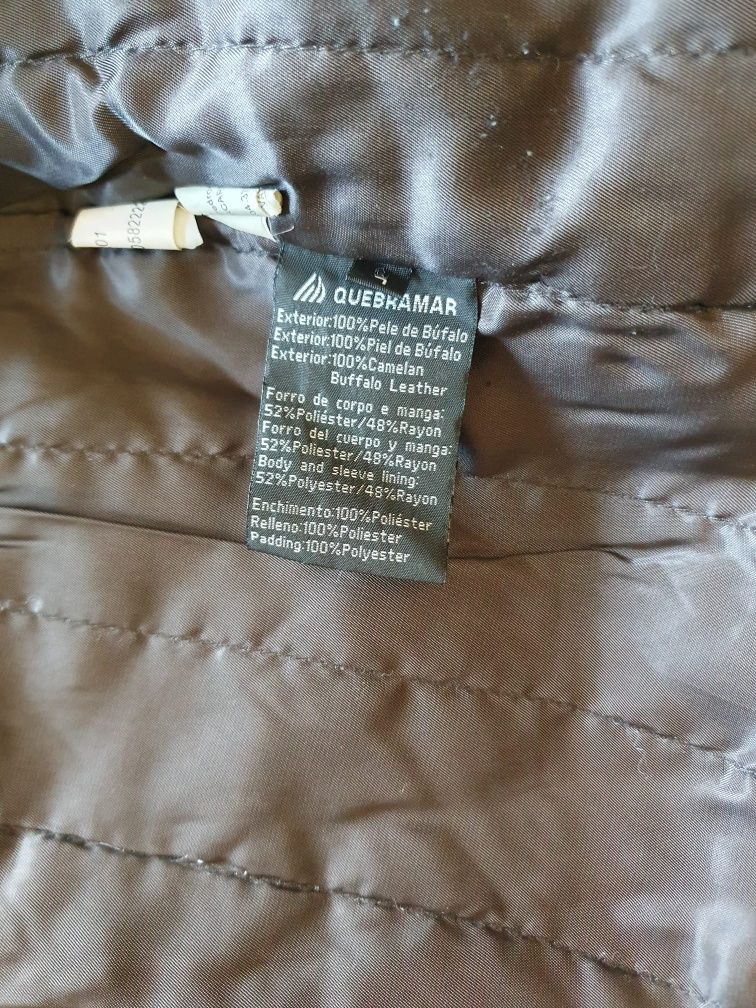 QUEBRAMAR
Exterior:100%Pele de Búfalo
Exterior:100%Piel de Búfalo
Exterior:100%Camelan
Buffalo Leather
Forro de corpo e manga:
52%Poliéster/48%Rayon
Forro del cuerpo y manga:
52%Poliester/48%Rayon
Body and sleeve lining:
52%Polyester/48%Rayon
Enchimento:100%Poliéster
Relleno:100%Poliester
Padding:100%Polyester
01